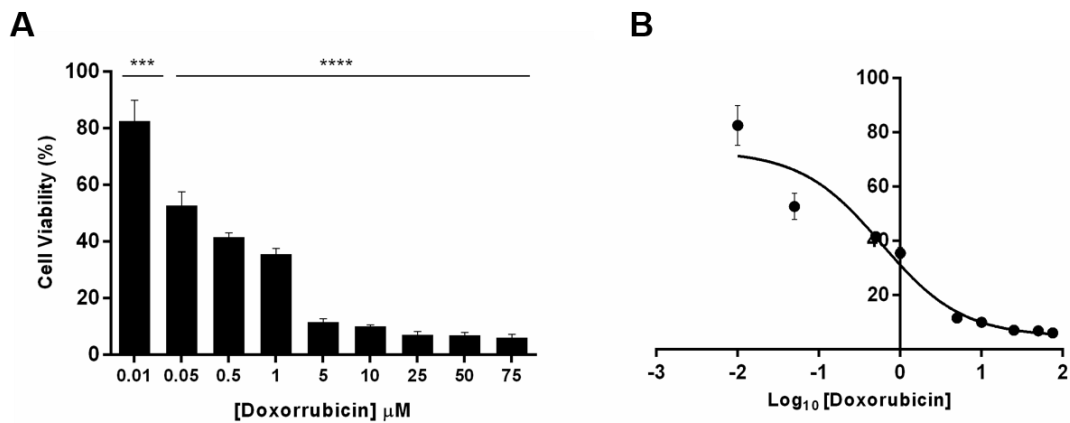 A
B
***
****
100
80
60
40
20
0
Cell Viability (%)
0.01 0.05 0.5 1 5 10 25 50 75
[Doxorrubicin] μM
100
80
60
40
20
-3 -2 -1 0 1 2
Log10 [Doxorubicin]